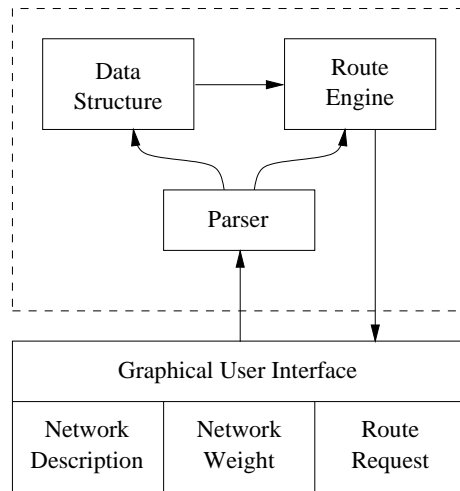 Data
Structure
Route
Engine
Parser
Graphical User Interface
Network
Description
Network
Weight
Route
Request